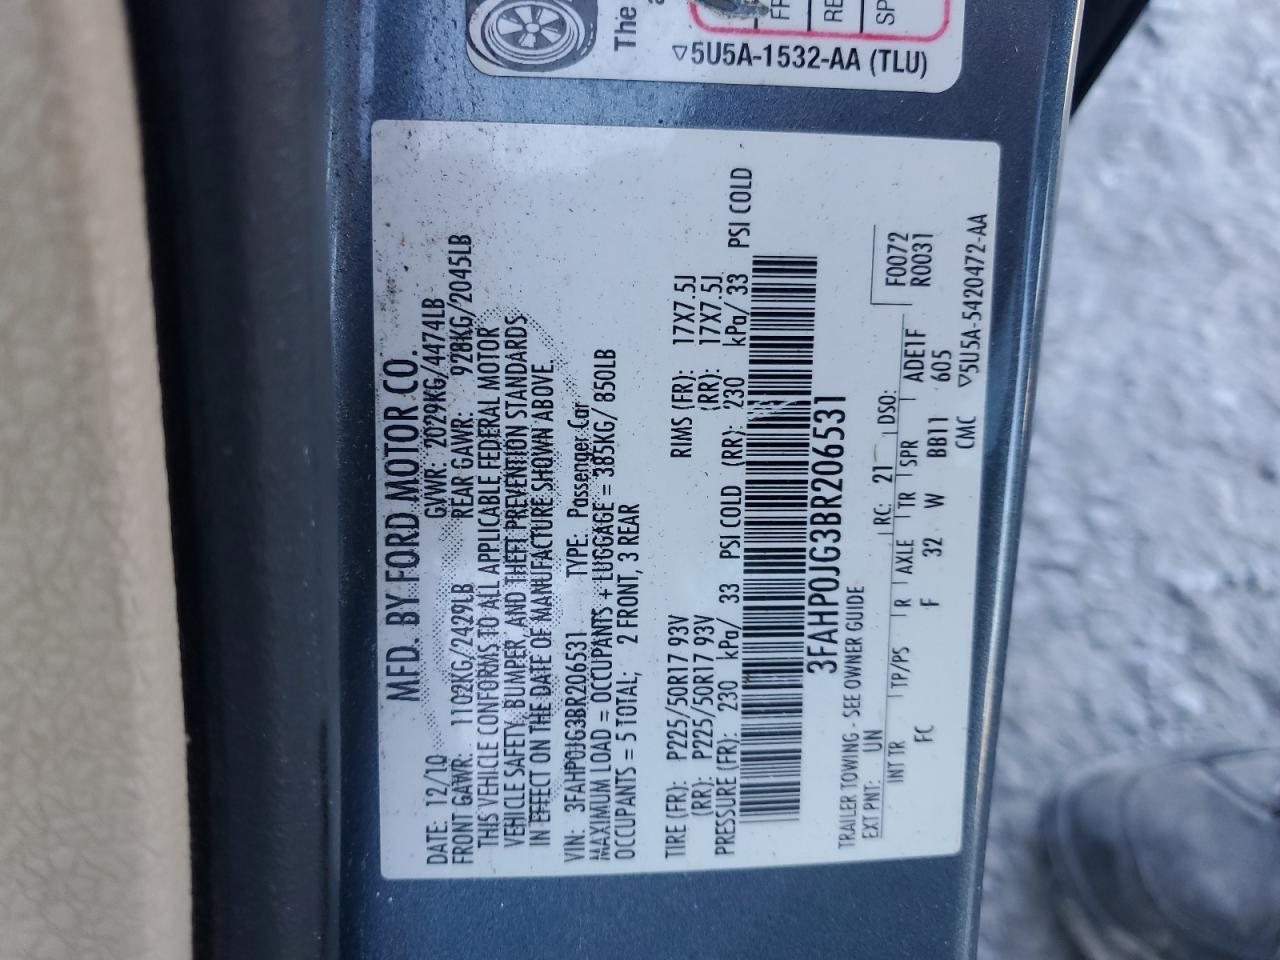 The
FR
RE
SP
▽5U5A-1532-AA (TLU)
MFD. BY FORD MOTOR CO.
DATE: 12/10 GVWR: 2029KG/4474LB
FRONT GAWR: 1102KG/2429LB REAR GAWR: 928KG/2045LB
THIS VEHICLE CONFORMS TO ALL APPLICABLE FEDERAL MOTOR
VEHICLE SAFETY, BUMPER, AND THEFT PREVENTION STANDARDS
IN EFFECT ON THE DATE OF MANUFACTURE SHOWN ABOVE.
VIN: 3FAHP0JG3BR206531 TYPE: Passenger Car
MAXIMUM LOAD = OCCUPANTS + LUGGAGE = 385KG/ 850LB
OCCUPANTS = 5 TOTAL; 2 FRONT, 3 REAR
TIRE (FR): P225/50R17 93V RIMS (FR): 17X7.5J
(RR): P225/50R17 93V (RR): 17X7.5J
PRESSURE (FR): 230 kPa/ 33 PSI COLD (RR): 230 kPa/ 33 PSI COLD
3FAHP0JG3BR206531
TRAILER TOWING - SEE OWNER GUIDE
EXT PNT: UN RC: 21 DSO: F0072
INT TR TP/PS R AXLE TR SPR ADE1F R0031
FC F 32 W BB11 605
CMC ▽5U5A-5420472-AA